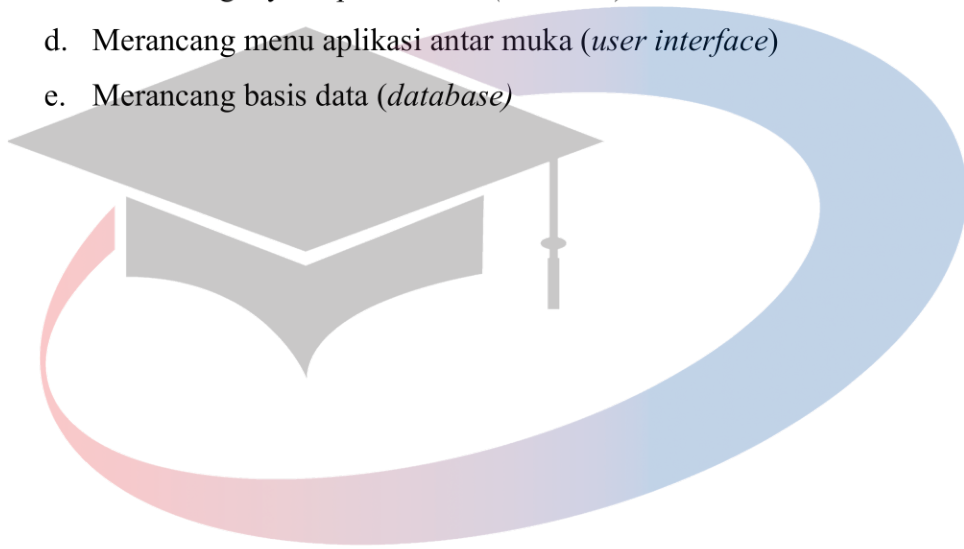 d. Merancang menu aplikasi antar muka (user interface)
e. Merancang basis data (database)